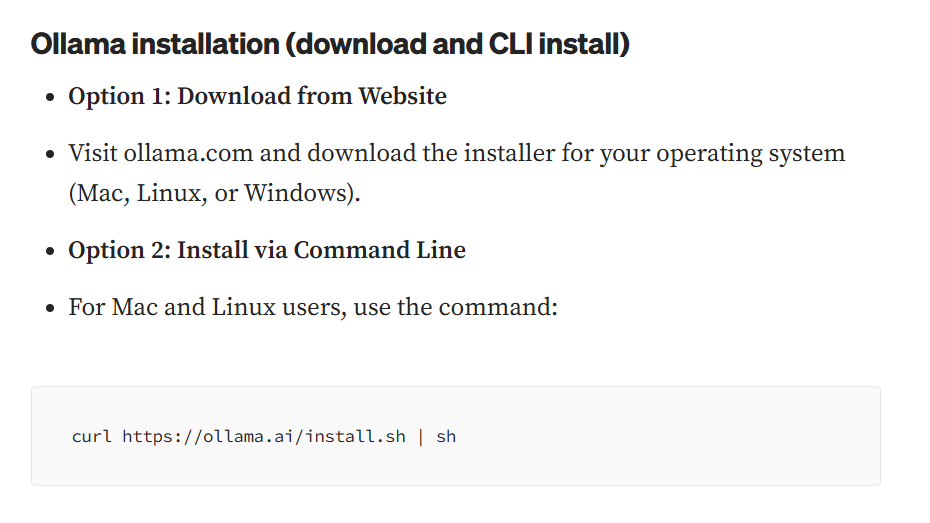 Ollama installation (download and CLI install)
• Option 1: Download from Website
• Visit ollama.com and download the installer for your operating system
(Mac, Linux, or Windows).
• Option 2: Install via Command Line
• For Mac and Linux users, use the command:
curl https://ollama.ai/install.sh | sh